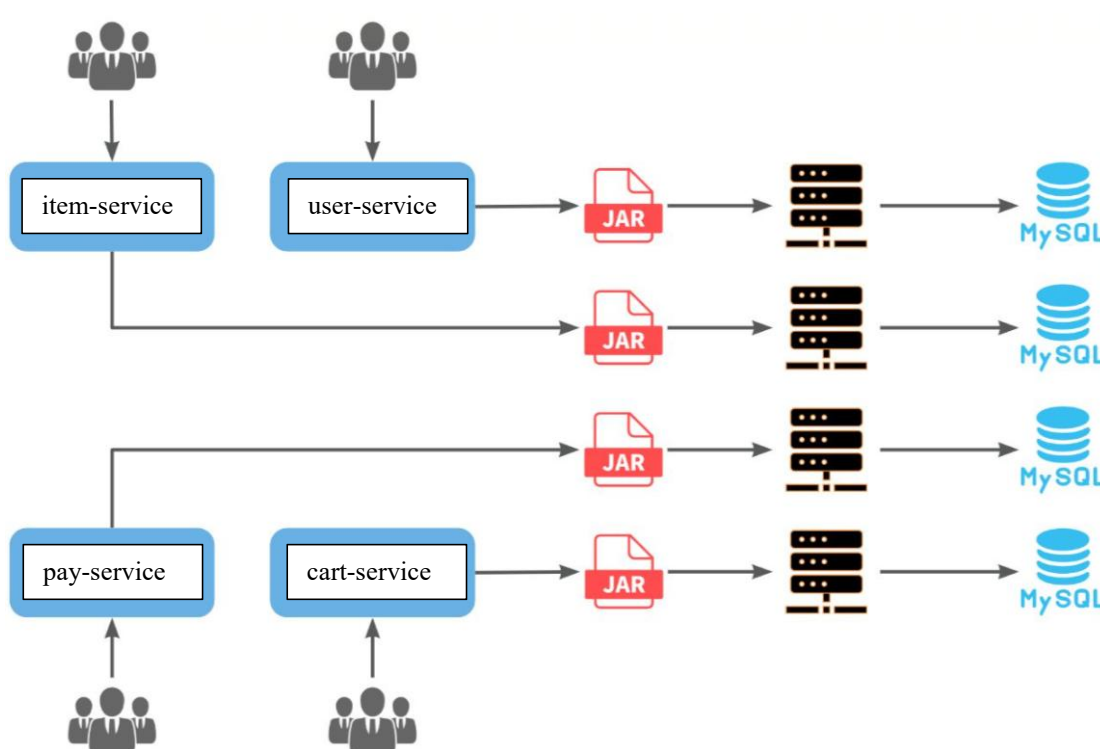 item-service
user-service
JAR
MySQL
JAR
MySQL
JAR
MySQL
pay-service
cart-service
JAR
MySQL